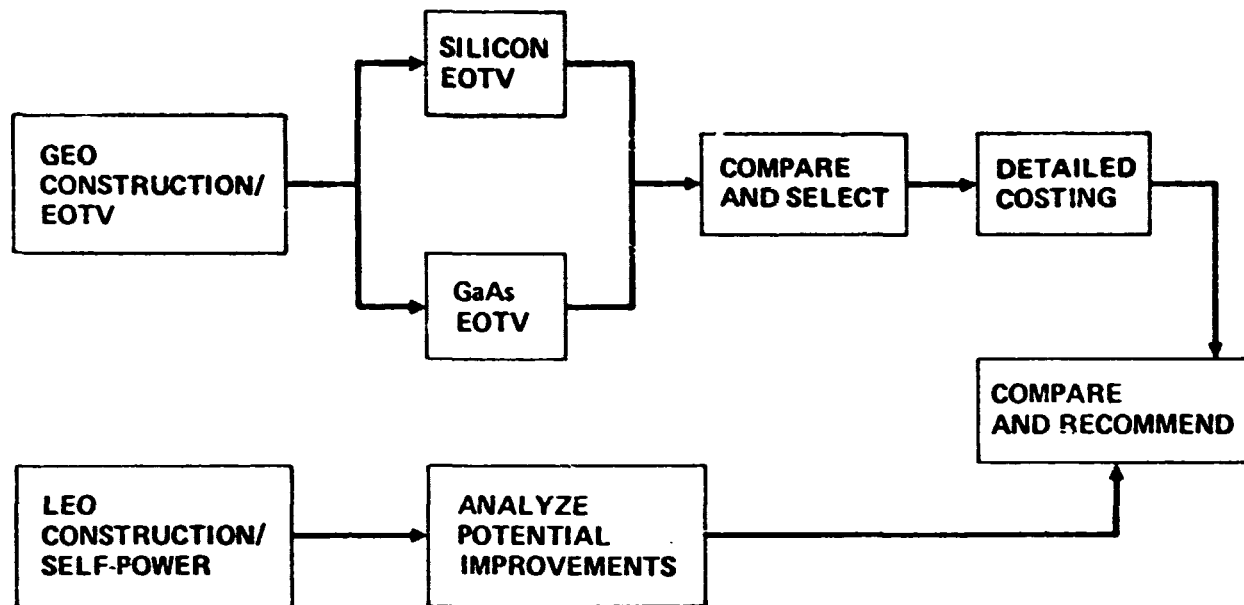 SILICON
EOTV
GEO
CONSTRUCTION/
EOTV
COMPARE
AND SELECT
DETAILED
COSTING
GaAs
EOTV
COMPARE
AND RECOMMEND
LEO
CONSTRUCTION/
SELF-POWER
ANALYZE
POTENTIAL
IMPROVEMENTS